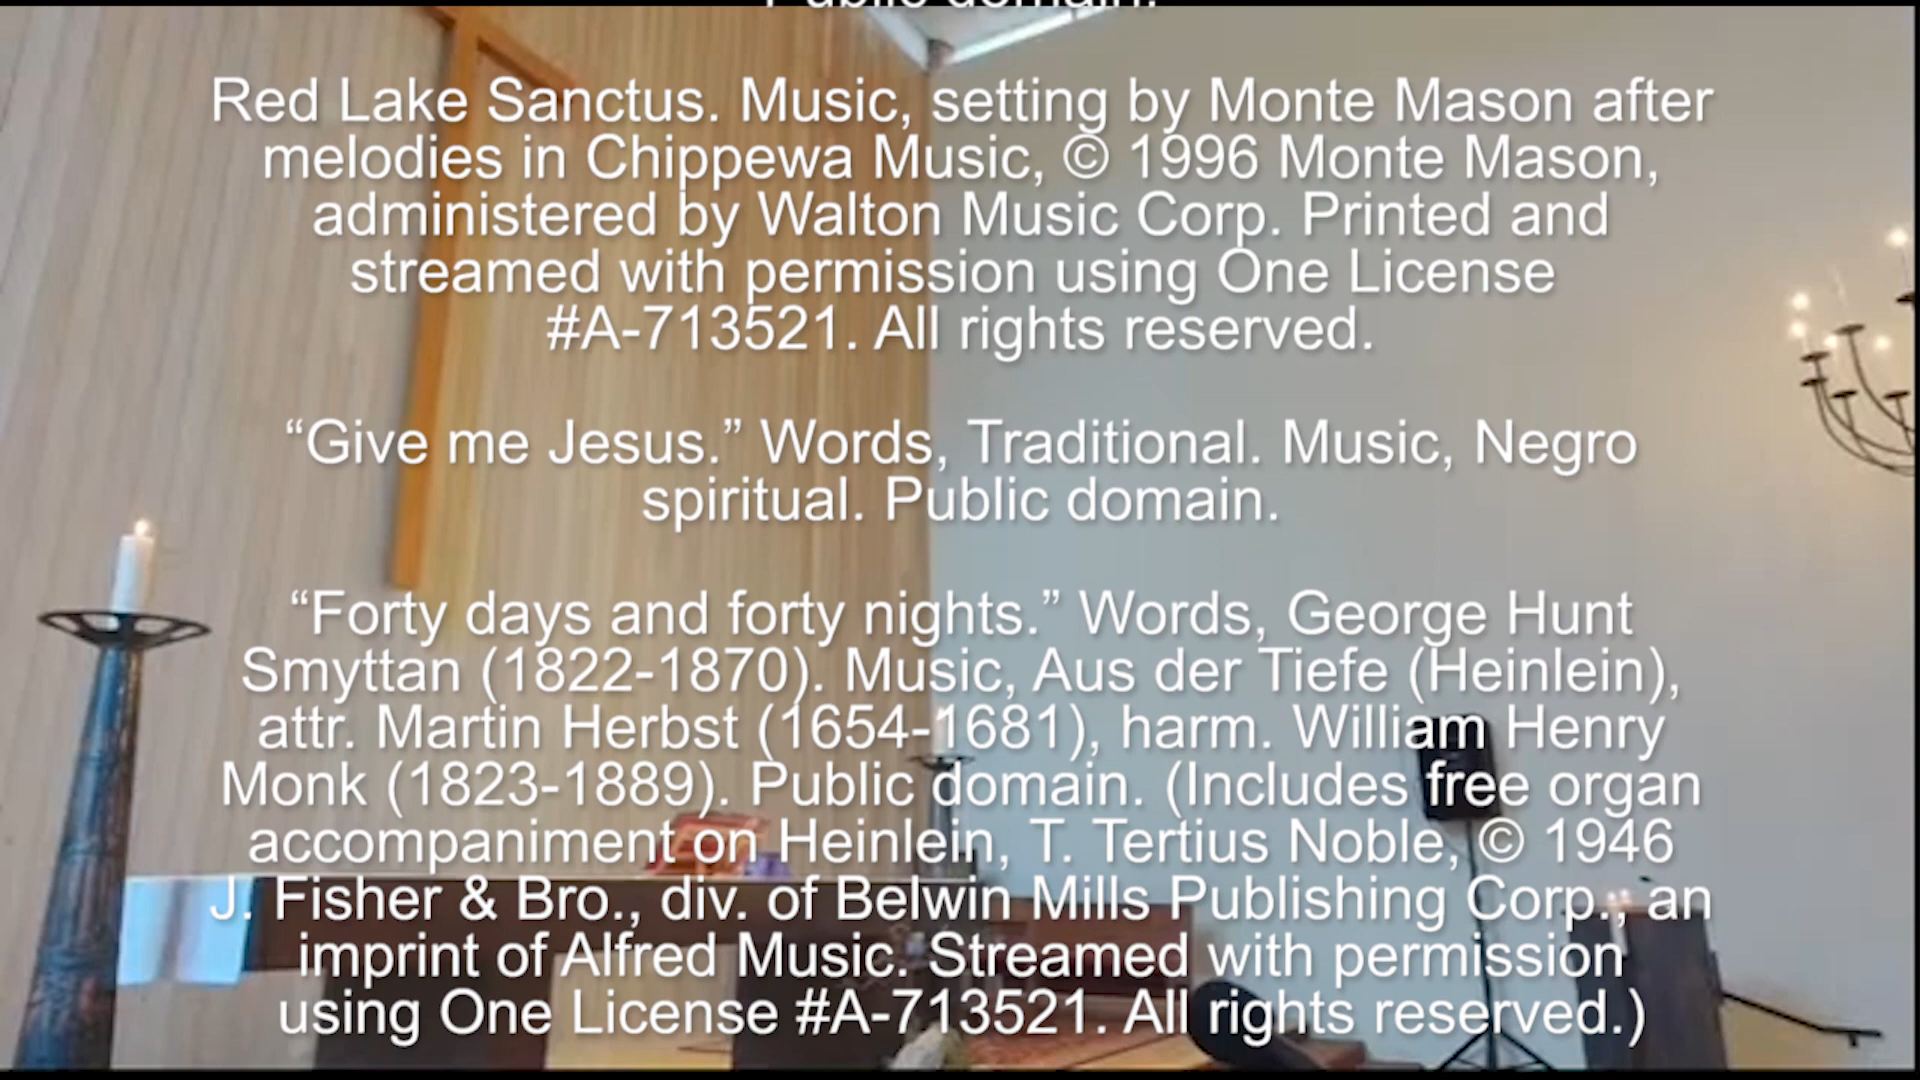 Public domain.
Red Lake Sanctus. Music, setting by Monte Mason after
melodies in Chippewa Music, © 1996 Monte Mason,
administered by Walton Music Corp. Printed and
streamed with permission using One License
#A-713521. All rights reserved.
“Give me Jesus.” Words, Traditional. Music, Negro
spiritual. Public domain.
“Forty days and forty nights.” Words, George Hunt
Smyttan (1822-1870). Music, Aus der Tiefe (Heinlein),
attr. Martin Herbst (1654-1681), harm. William Henry
Monk (1823-1889). Public domain. (Includes free organ
accompaniment on Heinlein, T. Tertius Noble, © 1946
J. Fisher & Bro., div. of Belwin Mills Publishing Corp., an
imprint of Alfred Music. Streamed with permission
using One License #A-713521. All rights reserved.)